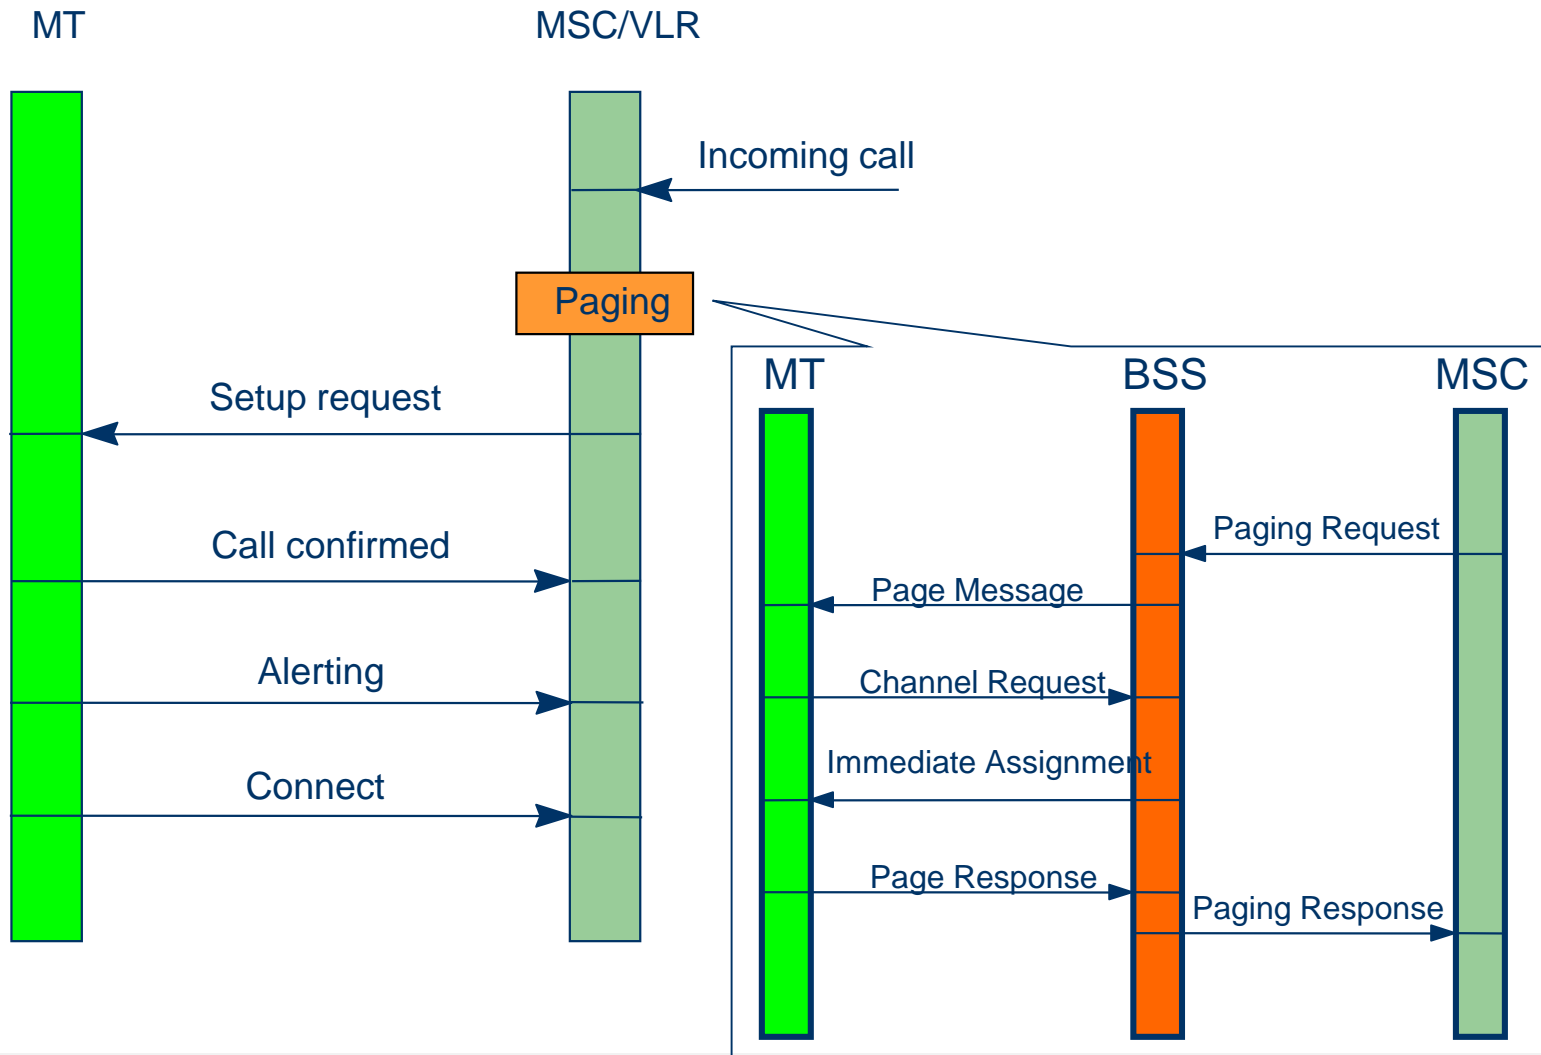 MT
MSC/VLR
Incoming call
Paging
Setup request
Call confirmed
Alerting
Connect
MT
BSS
MSC
Paging Request
Page Message
Channel Request
Immediate Assignment
Page Response
Paging Response